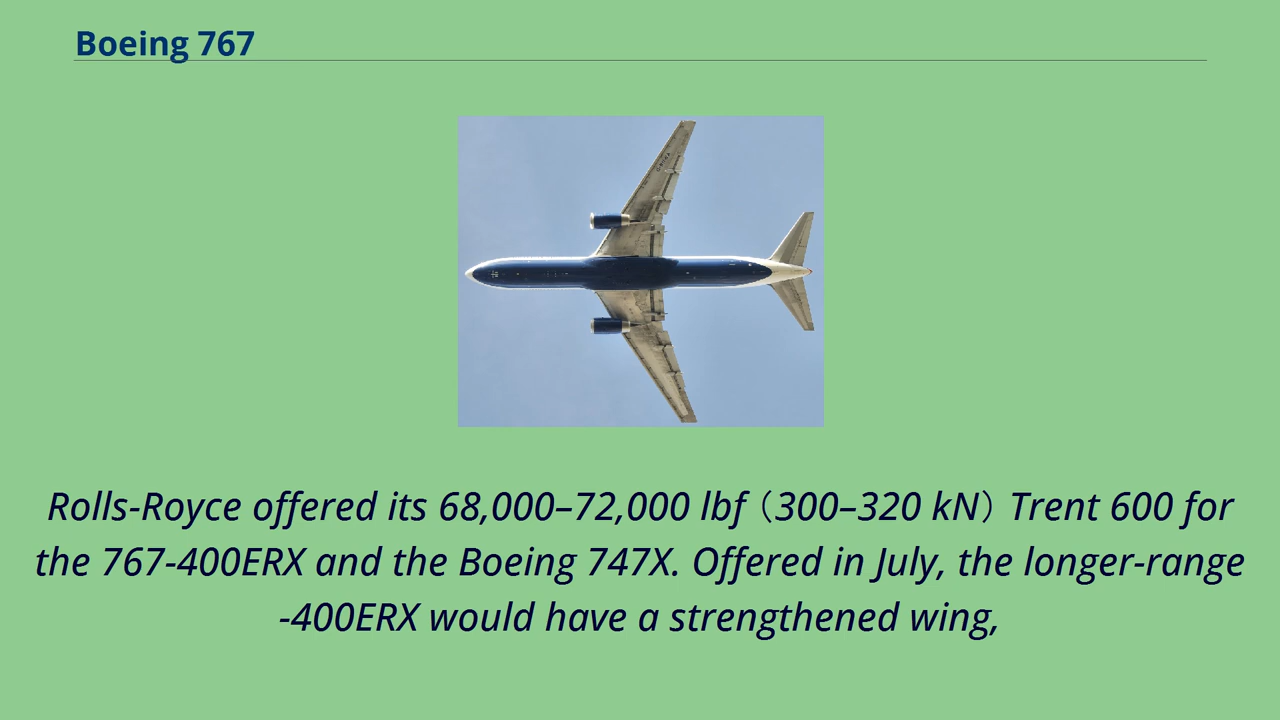 Boeing 767
Rolls-Royce offered its 68,000–72,000 lbf（300–320 kN）Trent 600 for
the 767-400ERX and the Boeing 747X. Offered in July, the longer-range
-400ERX would have a strengthened wing,